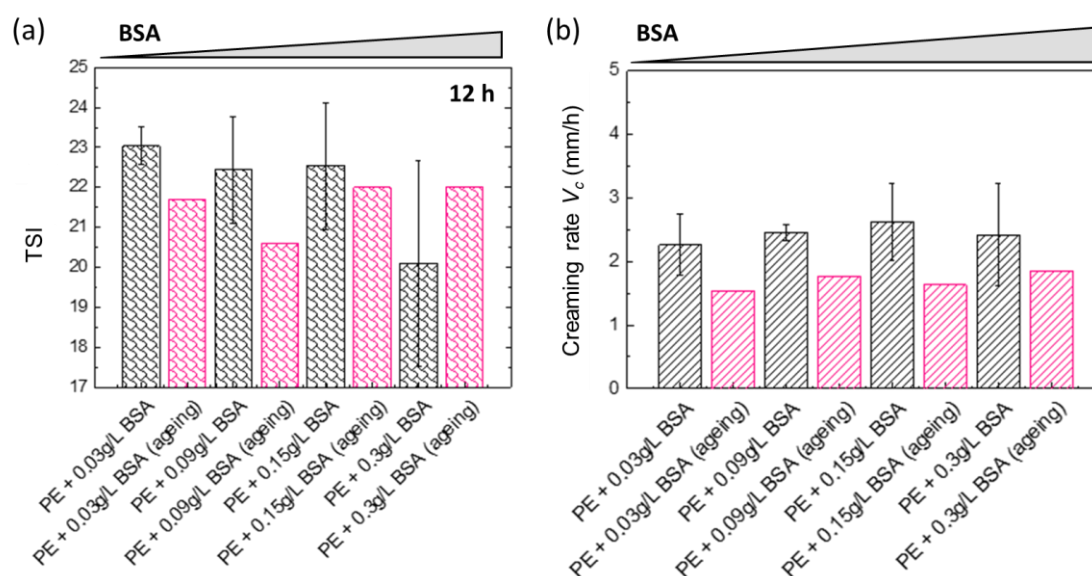 (a)
BSA
12 h
TSI
25
24
23
22
21
20
19
18
17
PE + 0.03g/L BSA
PE + 0.03g/L BSA (ageing)
PE + 0.09g/L BSA
PE + 0.09g/L BSA (ageing)
PE + 0.15g/L BSA
PE + 0.15g/L BSA (ageing)
PE + 0.3g/L BSA
PE + 0.3g/L BSA (ageing)
(b)
BSA
Creaming rate Vc (mm/h)
5
4
3
2
1
0
PE + 0.03g/L BSA
PE + 0.03g/L BSA (ageing)
PE + 0.09g/L BSA
PE + 0.09g/L BSA (ageing)
PE + 0.15g/L BSA
PE + 0.15g/L BSA (ageing)
PE + 0.3g/L BSA
PE + 0.3g/L BSA (ageing)